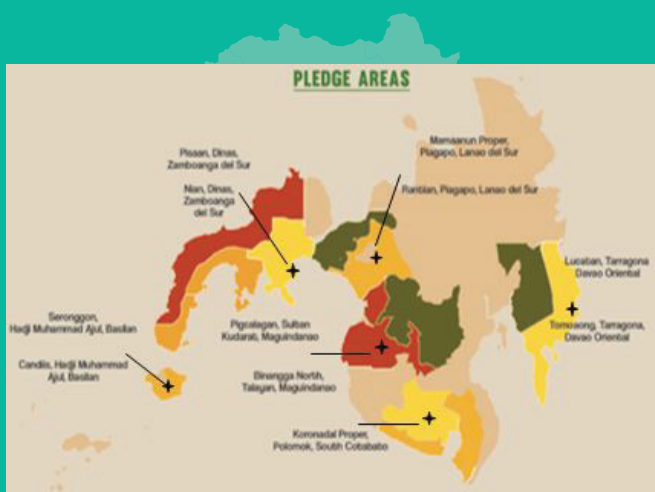 PLEDGE AREAS
Mamaanun Proper,
Piagapo, Lanao del Sur
Pisaan, Dinas,
Zamboanga del Sur
Nian, Dinas,
Zamboanga
del Sur
Rantian, Piagapo, Lanao del Sur
Lucatan, Tarragona
Davao Oriental
Seronggon,
Hadji Muhammad Ajul, Basilan
Pigcalagan, Sultan
Kudarat, Maguindanao
Tomoaong, Tarragona,
Davao Oriental
Candiis, Hadji Muhammad
Ajul, Basilan
Binangga North,
Talayan, Maguindanao
Koronadal Proper,
Polomok, South Cotabato